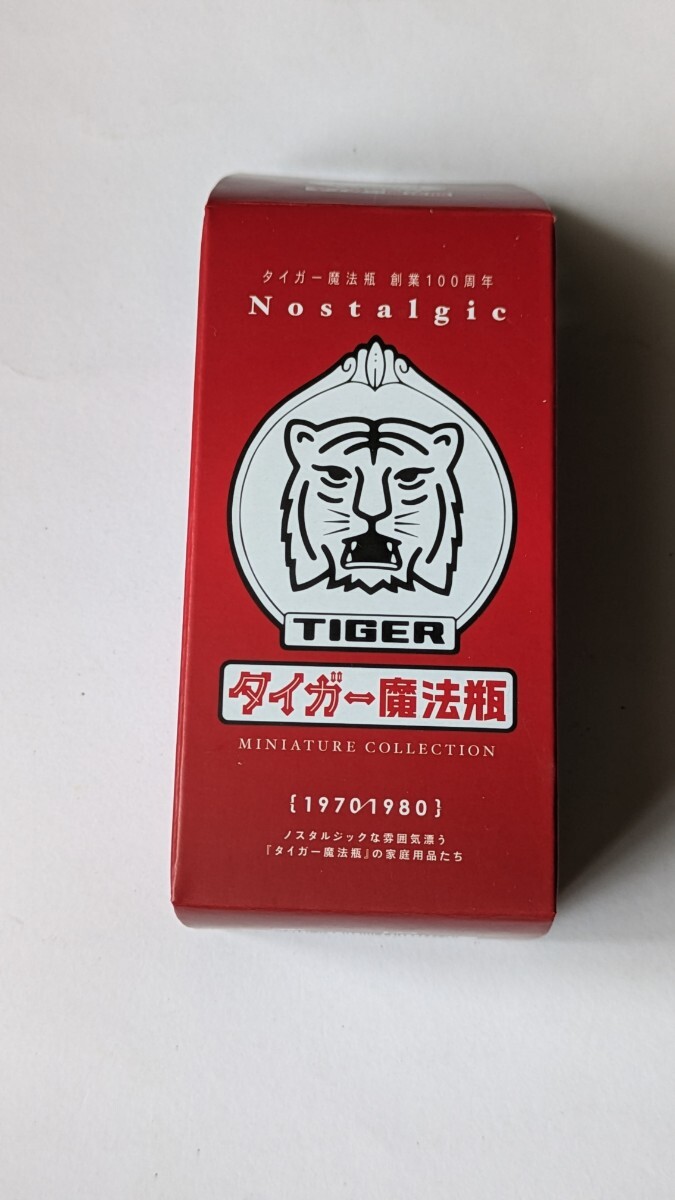 タイガー魔法瓶 創業100周年
Nostalgic
TIGER
タイガー魔法瓶
MINIATURE COLLECTION
{1970/1980}
ノスタルジックな雰囲気漂う
『タイガー魔法瓶』の家庭用品たち